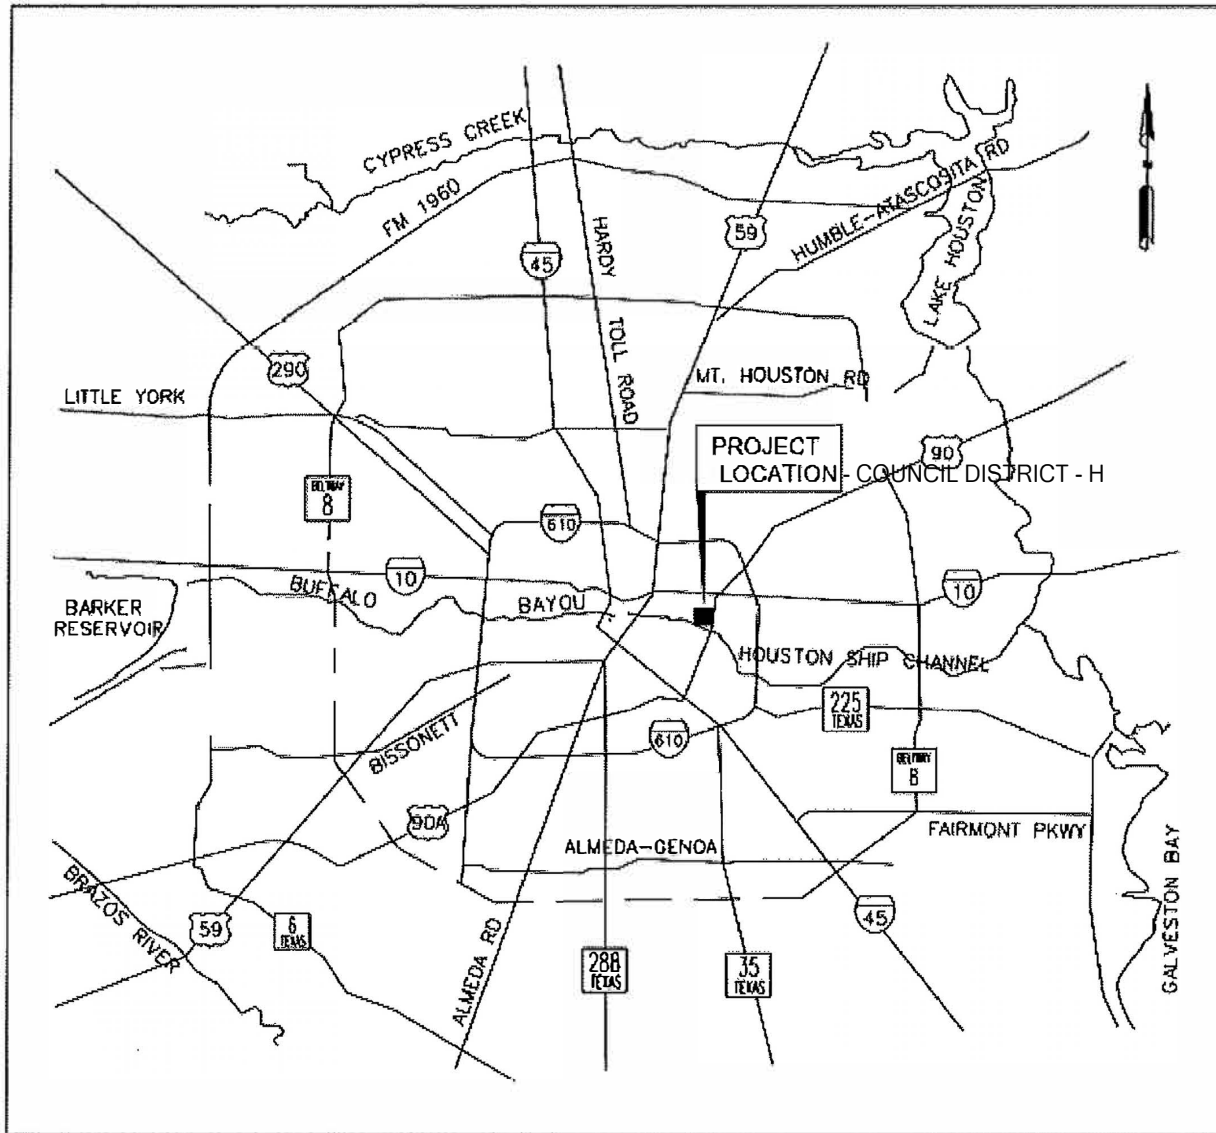 CYPRESS CREEK
FM 1960
45
HARDY
TOLL ROAD
59
HUMBLE-ATASCOSITA RD
LAKE HOUSTON
290
LITTLE YORK
MT. HOUSTON RD
PROJECT
LOCATION - COUNCIL DISTRICT - H
90
BELTWAY
8
610
10
BUFFALO
BAYOU
10
BARKER
RESERVOIR
HOUSTON SHIP CHANNEL
225
TEXAS
BISSONETT
610
BELTWAY
8
90A
FAIRMONT PKWY
ALMEDA-GENOA
BRAZOS RIVER
59
6
TEXAS
ALMEDA RD
288
TEXAS
35
TEXAS
45
GALVESTON BAY